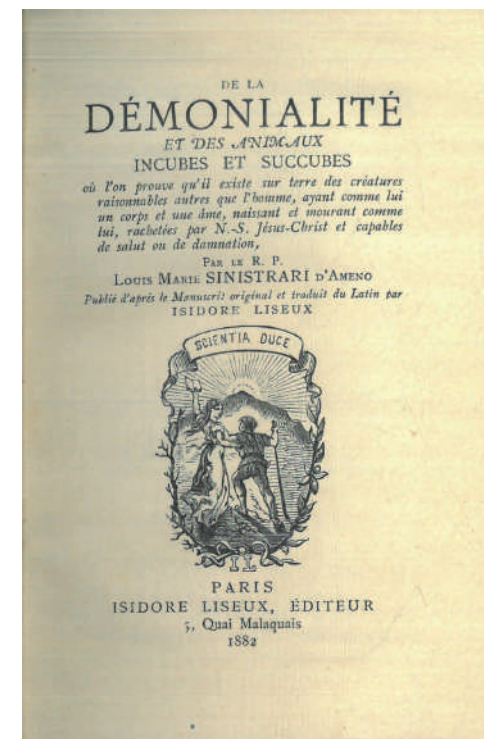 DE LA
DÉMONIALITÉ
ET DES ANIMAUX
INCUBES ET SUCCUBES
où l'on prouve qu'il existe sur terre des créatures
raisonnables autres que l'homme, ayant comme lui
un corps et une âme, naissant et mourant comme
lui, rachetées par N.-S. Jésus-Christ et capables
de salut ou de damnation,
PAR LE R. P.
LOUIS MARIE SINISTRARI D'AMENO
Publié d'après le Manuscrit original et traduit du Latin par
ISIDORE LISEUX
SCIENTIA DUCE
IL
PARIS
ISIDORE LISEUX, ÉDITEUR
5, Quai Malaquais
1882